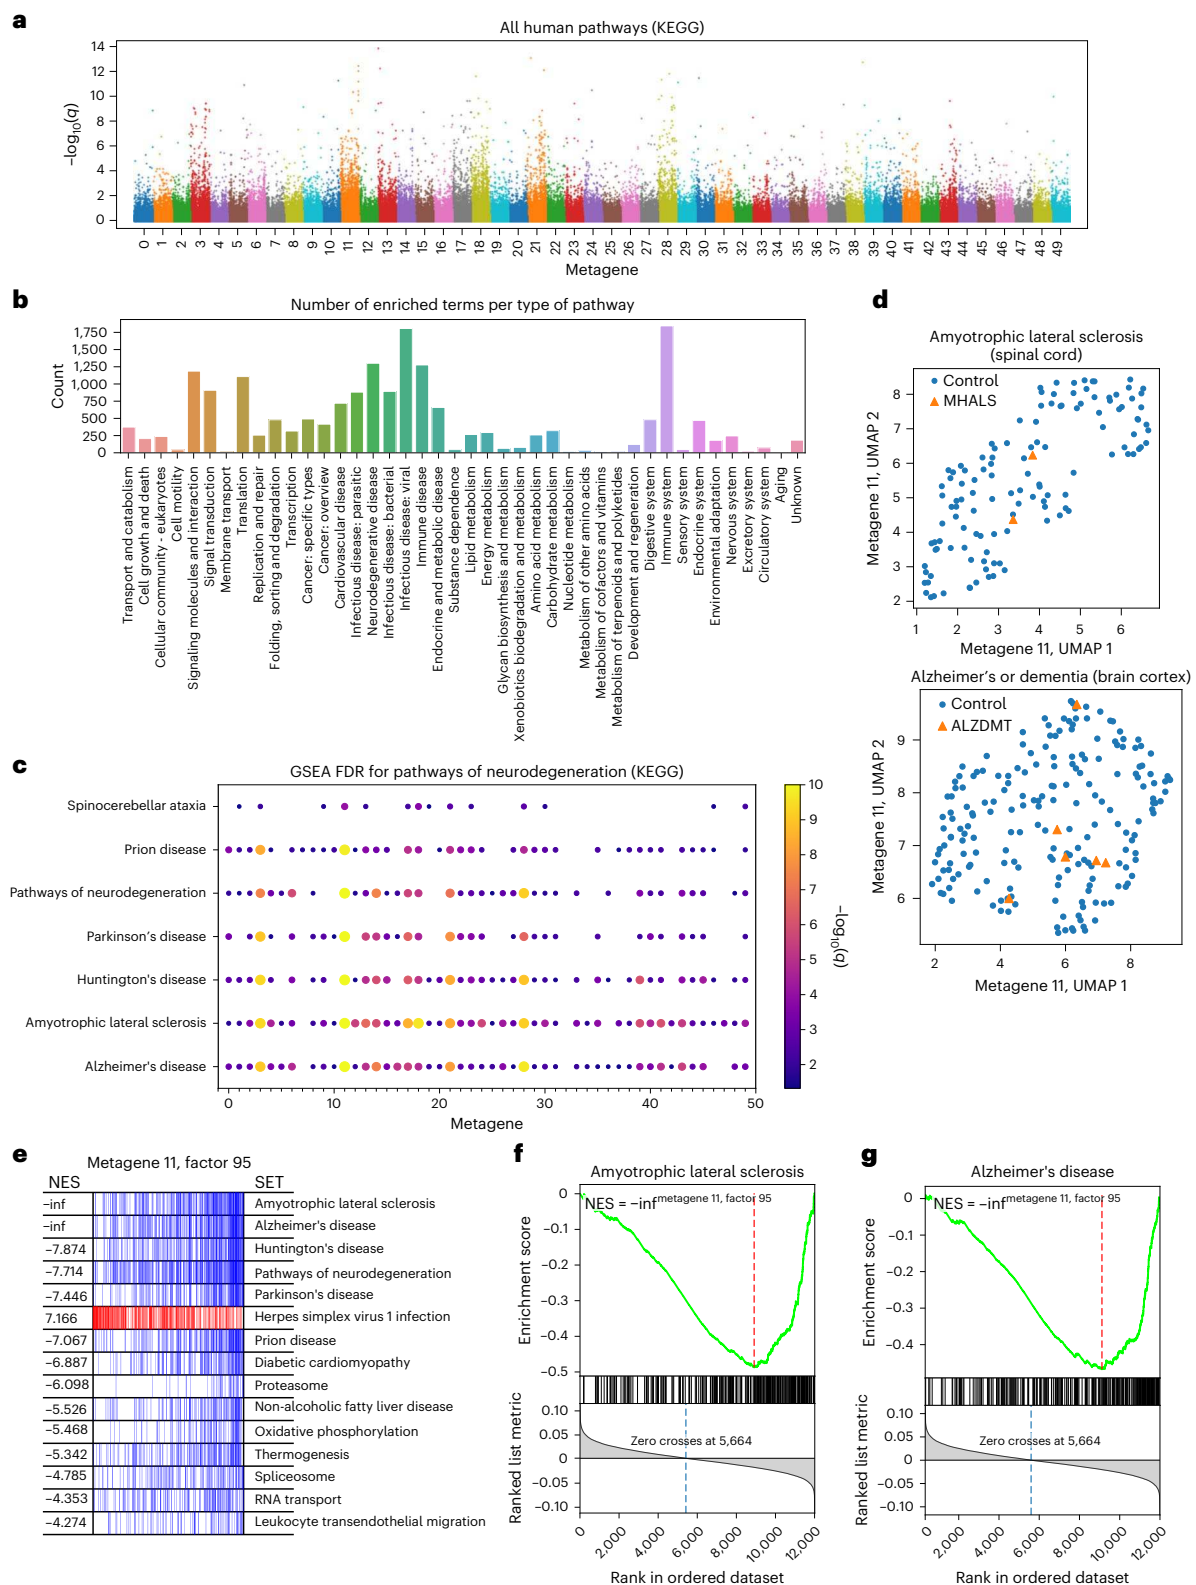 a
All human pathways (KEGG)
14
12
10
8
6
4
2
0
−log10(q)
0 1 2 3 4 5 6 7 8 9 10 11 12 13 14 15 16 17 18 19 20 21 22 23 24 25 26 27 28 29 30 31 32 33 34 35 36 37 38 39 40 41 42 43 44 45 46 47 48 49
Metagene
b
Number of enriched terms per type of pathway
1,750
1,500
1,250
1,000
750
500
250
0
Count
Transport and catabolism
Cell growth and death
Cellular community - eukaryotes
Cell motility
Signaling molecules and interaction
Signal transduction
Membrane transport
Translation
Replication and repair
Folding, sorting and degradation
Transcription
Cancer: specific types
Cancer: overview
Cardiovascular disease
Infectious disease: parasitic
Neurodegenerative disease
Infectious disease: bacterial
Infectious disease: viral
Immune disease
Endocrine and metabolic disease
Substance dependence
Lipid metabolism
Energy metabolism
Glycan biosynthesis and metabolism
Xenobiotics biodegradation and metabolism
Amino acid metabolism
Carbohydrate metabolism
Nucleotide metabolism
Metabolism of other amino acids
Metabolism of cofactors and vitamins
Metabolism of terpenoids and polyketides
Development and regeneration
Digestive system
Immune system
Sensory system
Endocrine system
Environmental adaptation
Nervous system
Excretory system
Circulatory system
Aging
Unknown
c
GSEA FDR for pathways of neurodegeneration (KEGG)
Spinocerebellar ataxia
Prion disease
Pathways of neurodegeneration
Parkinson's disease
Huntington's disease
Amyotrophic lateral sclerosis
Alzheimer's disease
0 10 20 30 40 50
Metagene
10
9
8
7
6
5
4
3
2
−log10(q)
d
Amyotrophic lateral sclerosis
(spinal cord)
Control
MHALS
8
7
6
5
4
3
2
Metagene 11, UMAP 2
1 2 3 4 5 6
Metagene 11, UMAP 1
Alzheimer's or dementia (brain cortex)
Control
ALZDMT
9
8
7
6
Metagene 11, UMAP 2
2 4 6 8
Metagene 11, UMAP 1
e
Metagene 11, factor 95
NES SET
−inf Amyotrophic lateral sclerosis
−inf Alzheimer's disease
−7.874 Huntington's disease
−7.714 Pathways of neurodegeneration
−7.446 Parkinson's disease
7.166 Herpes simplex virus 1 infection
−7.067 Prion disease
−6.887 Diabetic cardiomyopathy
−6.098 Proteasome
−5.526 Non-alcoholic fatty liver disease
−5.468 Oxidative phosphorylation
−5.342 Thermogenesis
−4.785 Spliceosome
−4.353 RNA transport
−4.274 Leukocyte transendothelial migration
f
Amyotrophic lateral sclerosis
NES = −inf metagene 11, factor 95
0
−0.1
−0.2
−0.3
−0.4
−0.5
Enrichment score
0.10
0.05
0
−0.05
−0.10
Ranked list metric
Zero crosses at 5,664
0 2,000 4,000 6,000 8,000 10,000 12,000
Rank in ordered dataset
g
Alzheimer's disease
NES = −inf metagene 11, factor 95
0
−0.1
−0.2
−0.3
−0.4
Enrichment score
0.10
0.05
0
−0.05
−0.10
Ranked list metric
Zero crosses at 5,664
0 2,000 4,000 6,000 8,000 10,000 12,000
Rank in ordered dataset